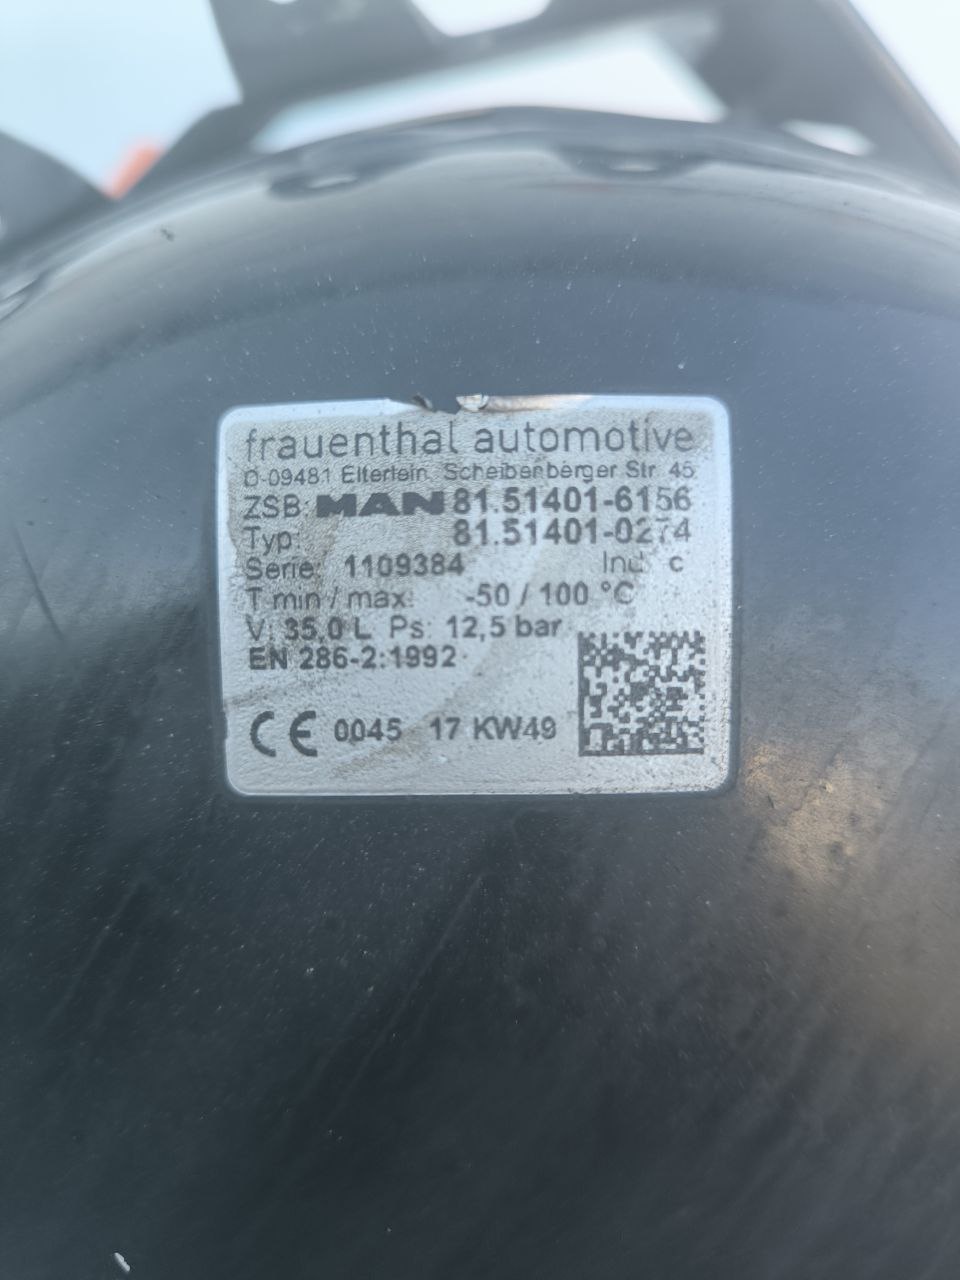 frauenthal automotive
D-09481 Elterlein, Scheibenberger Str. 45
ZSB: MAN 81.51401-6156
Typ: 81.51401-0274
Serie: 1109384 Ind. c
T min / max: -50 / 100 °C
V: 35,0 L Ps: 12,5 bar
EN 286-2:1992
CE 0045 17 KW49